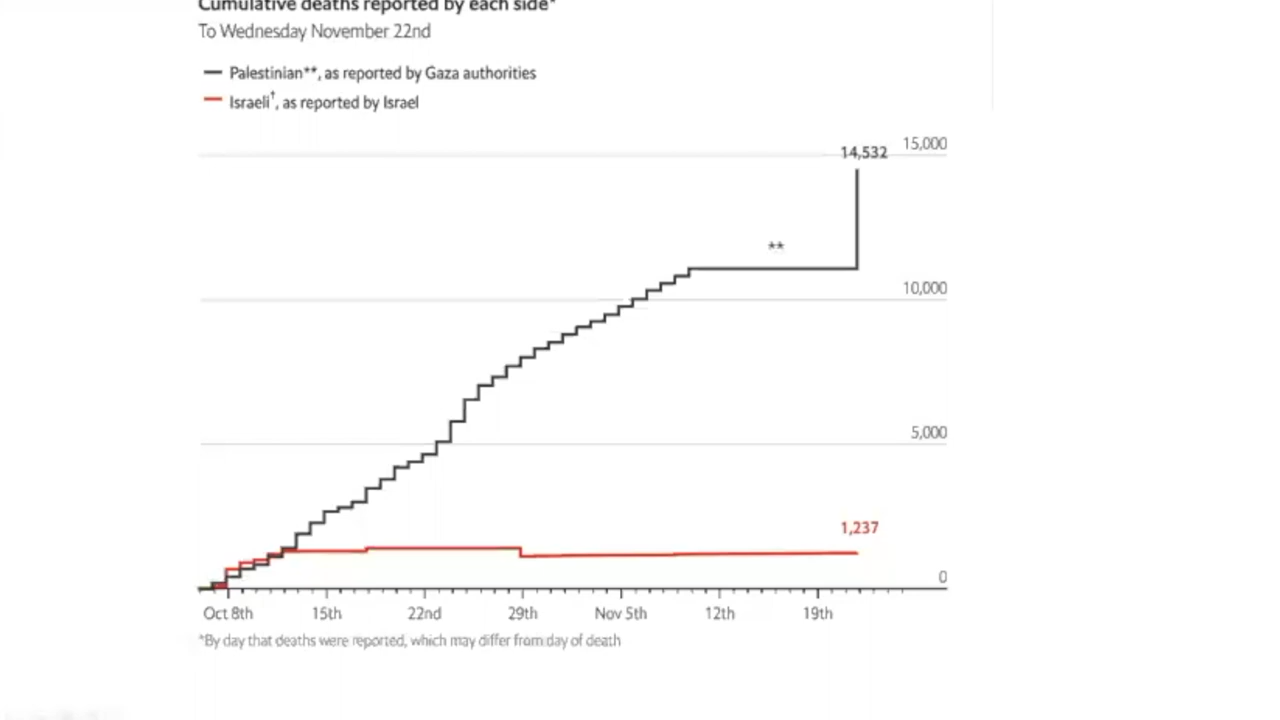 Cumulative deaths reported by each side*
To Wednesday November 22nd
Palestinian**, as reported by Gaza authorities
Israeli†, as reported by Israel
15,000
14,532
**
10,000
5,000
1,237
0
Oct 8th 15th 22nd 29th Nov 5th 12th 19th
*By day that deaths were reported, which may differ from day of death